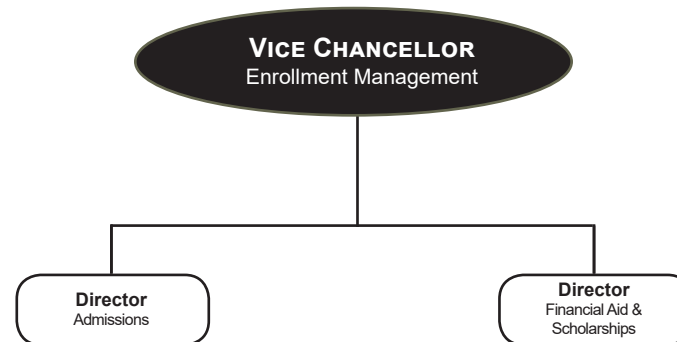 VICE CHANCELLOR
Enrollment Management
Director
Admissions
Director
Financial Aid &
Scholarships